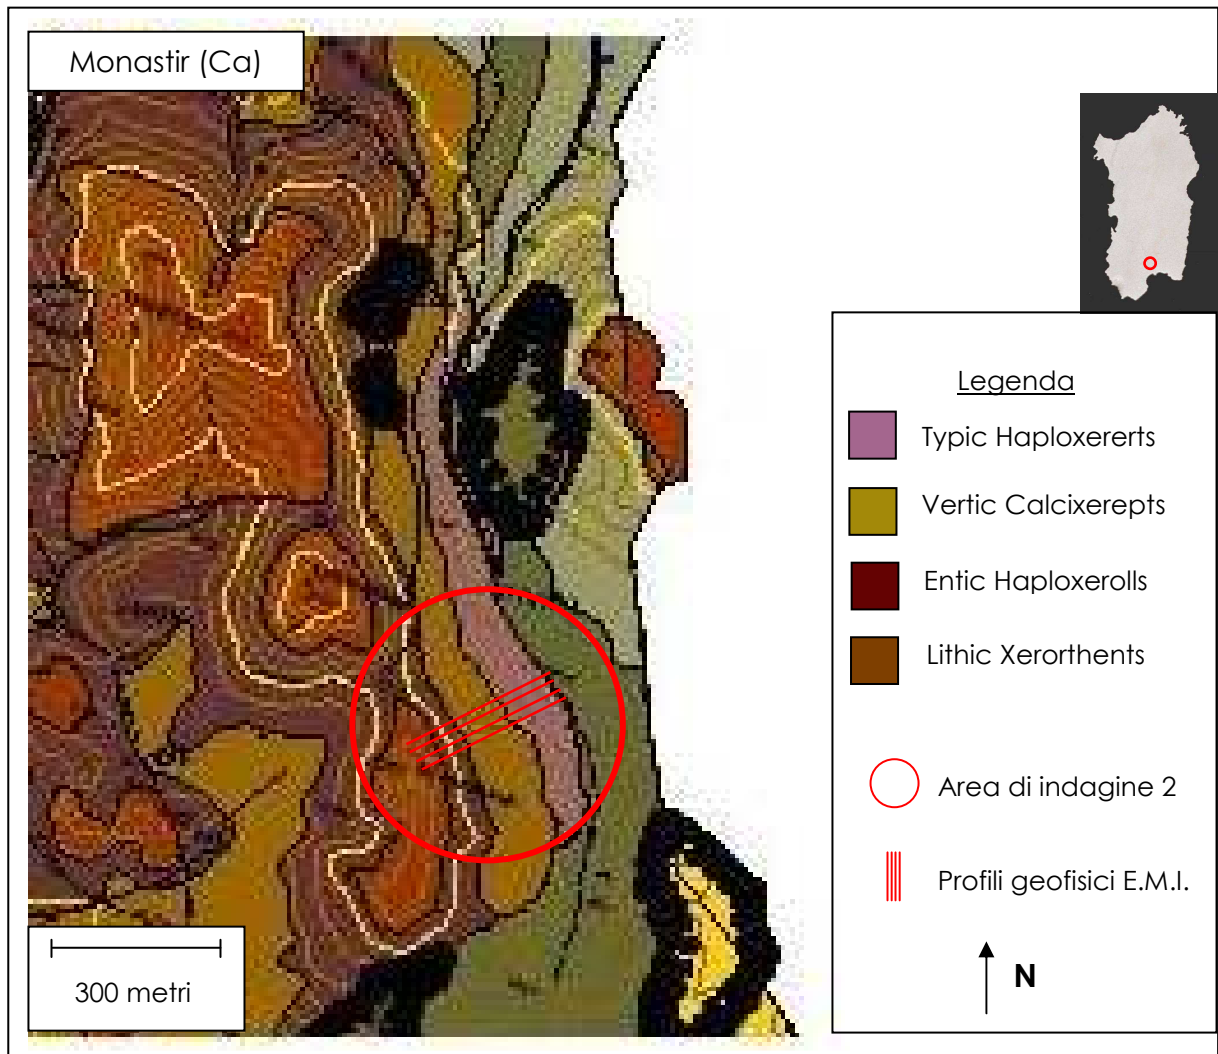 Monastir (Ca)
Legenda
Typic Haploxererts
Vertic Calcixerepts
Entic Haploxerolls
Lithic Xerorthents
Area di indagine 2
Profili geofisici E.M.I.
N
300 metri